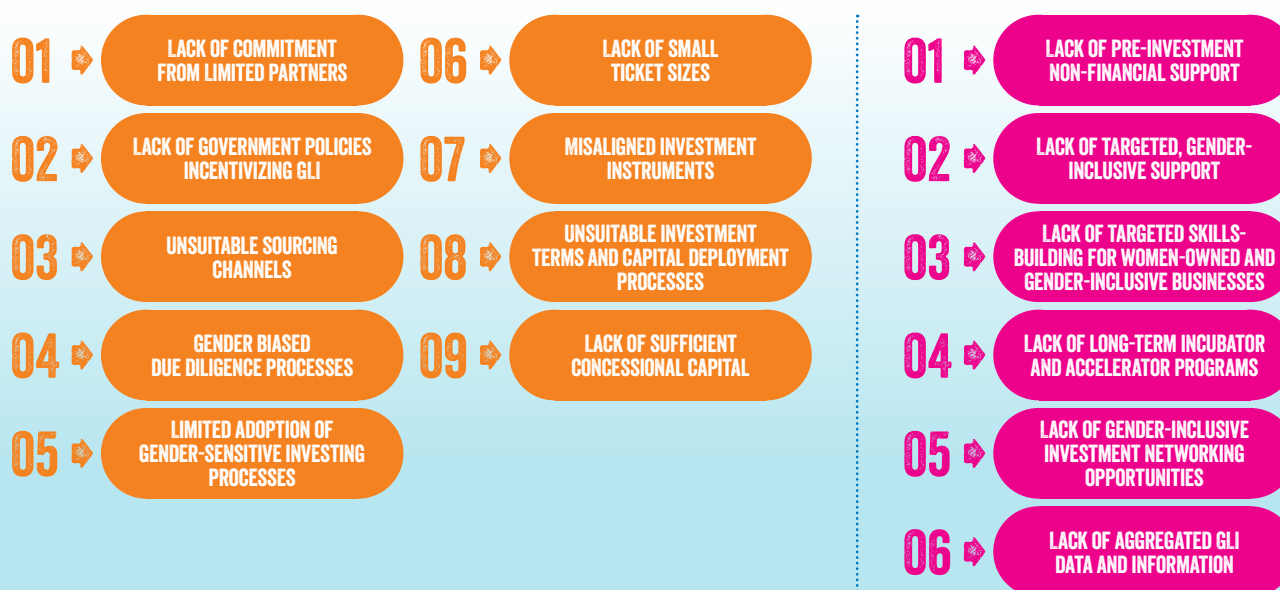 01
LACK OF COMMITMENT
FROM LIMITED PARTNERS
02
LACK OF GOVERNMENT POLICIES
INCENTIVIZING GLI
03
UNSUITABLE SOURCING
CHANNELS
04
GENDER BIASED
DUE DILIGENCE PROCESSES
05
LIMITED ADOPTION OF
GENDER-SENSITIVE INVESTING
PROCESSES
06
LACK OF SMALL
TICKET SIZES
07
MISALIGNED INVESTMENT
INSTRUMENTS
08
UNSUITABLE INVESTMENT
TERMS AND CAPITAL DEPLOYMENT
PROCESSES
09
LACK OF SUFFICIENT
CONCESSIONAL CAPITAL
01
LACK OF PRE-INVESTMENT
NON-FINANCIAL SUPPORT
02
LACK OF TARGETED, GENDER-
INCLUSIVE SUPPORT
03
LACK OF TARGETED SKILLS-
BUILDING FOR WOMEN-OWNED AND
GENDER-INCLUSIVE BUSINESSES
04
LACK OF LONG-TERM INCUBATOR
AND ACCELERATOR PROGRAMS
05
LACK OF GENDER-INCLUSIVE
INVESTMENT NETWORKING
OPPORTUNITIES
06
LACK OF AGGREGATED GLI
DATA AND INFORMATION